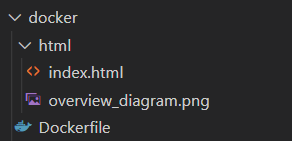 docker
html
index.html
overview_diagram.png
Dockerfile